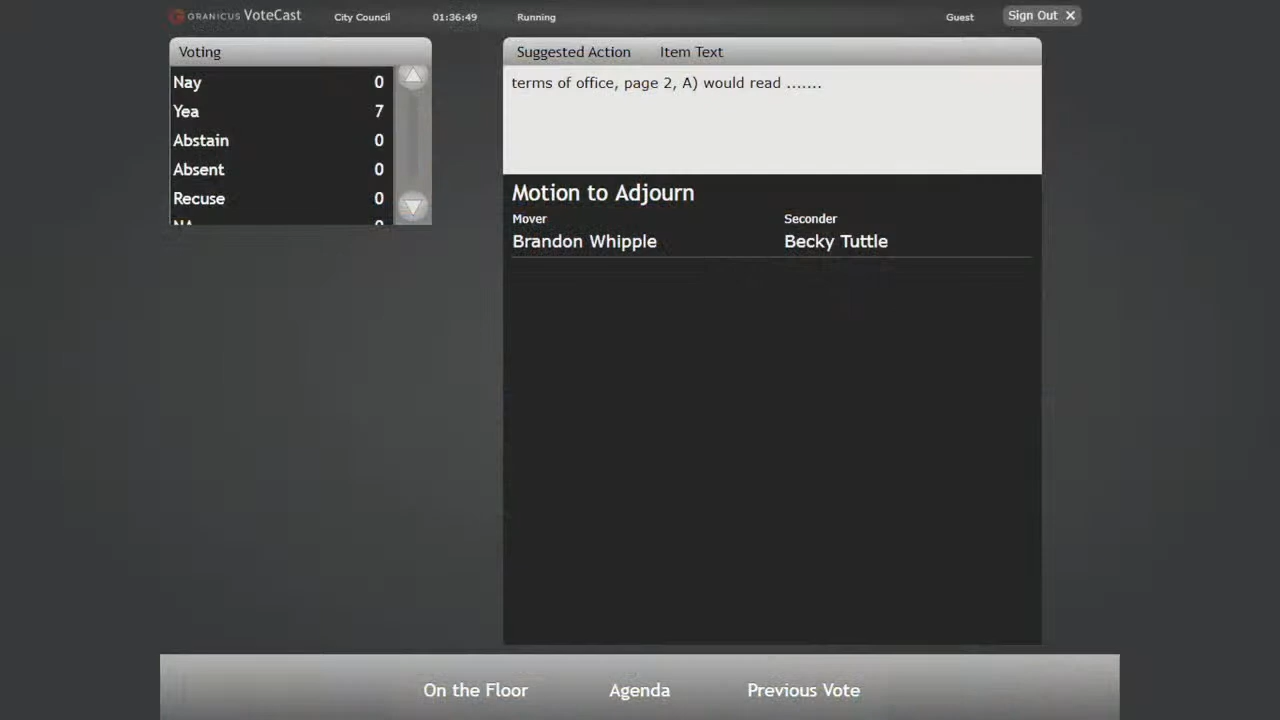 GRANICUS VoteCast City Council 01:36:49 Running Guest Sign Out X
Voting
Nay 0
Yea 7
Abstain 0
Absent 0
Recuse 0
NA 0
Suggested Action Item Text
terms of office, page 2, A) would read .......
Motion to Adjourn
Mover Seconder
Brandon Whipple Becky Tuttle
On the Floor Agenda Previous Vote